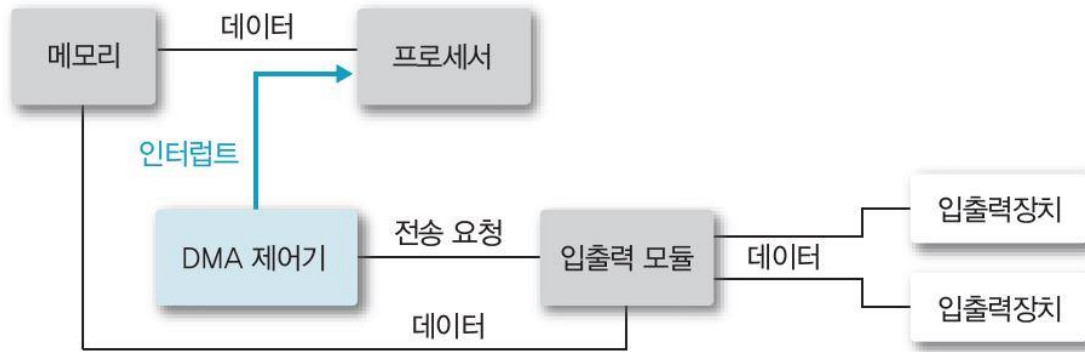 데이터
메모리
프로세서
인터럽트
DMA 제어기
전송 요청
입출력 모듈
데이터
입출력장치
입출력장치
데이터